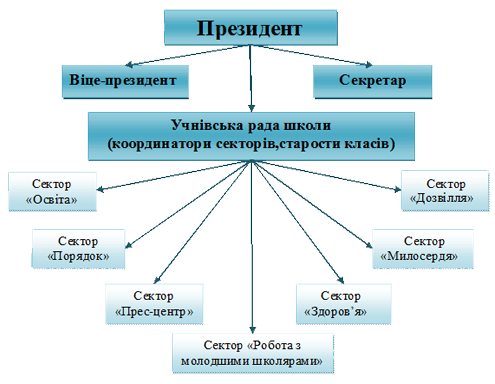 Президент
Віце-президент
Секретар
Учнівська рада школи
(координатори секторів,старости класів)
Сектор
«Освіта»
Сектор
«Дозвілля»
Сектор
«Порядок»
Сектор
«Милосердя»
Сектор
«Прес-центр»
Сектор
«Здоров’я»
Сектор «Робота з
молодшими школярами»